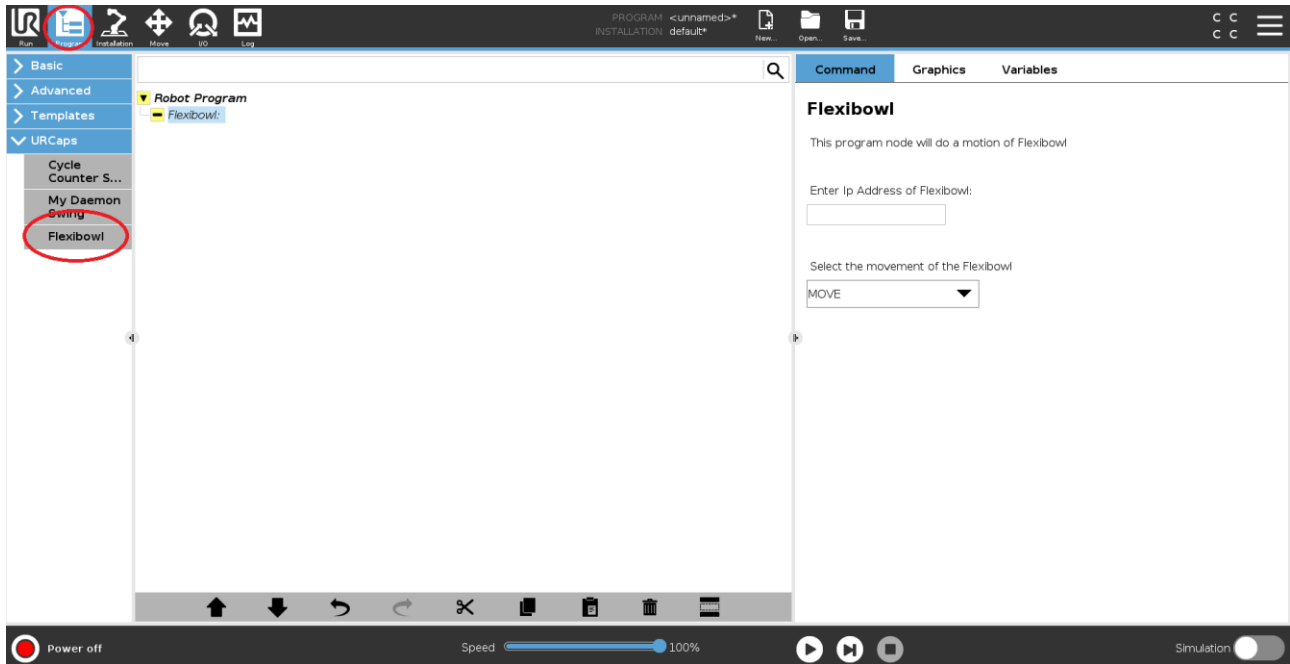 UR
PROGRAM <unnamed>*
INSTALLATION default*
Run Program Installation Move I/O Log New... Open... Save...
C C
C C
Basic
Advanced
Templates
URCaps
Cycle
Counter S...
My Daemon
Swing
Flexibowl
Robot Program
Flexibowl:
Command Graphics Variables
Flexibowl
This program node will do a motion of Flexibowl
Enter Ip Address of Flexibowl:
Select the movement of the Flexibowl
MOVE
Power off
Speed 100%
Simulation